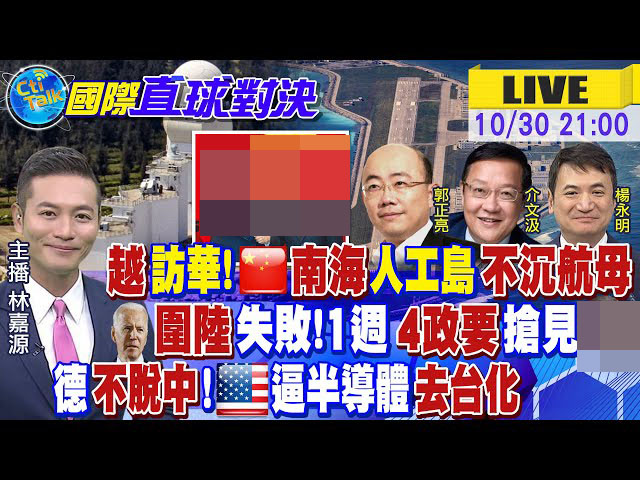 Cti Talk
國際直球對決
LIVE
10/30 21:00
主播 林嘉源
郭正亮
介文汲
楊永明
越訪華!南海人工島不沉航母
圍陸失敗!1週4政要搶見
德不脫中!逼半導體去台化